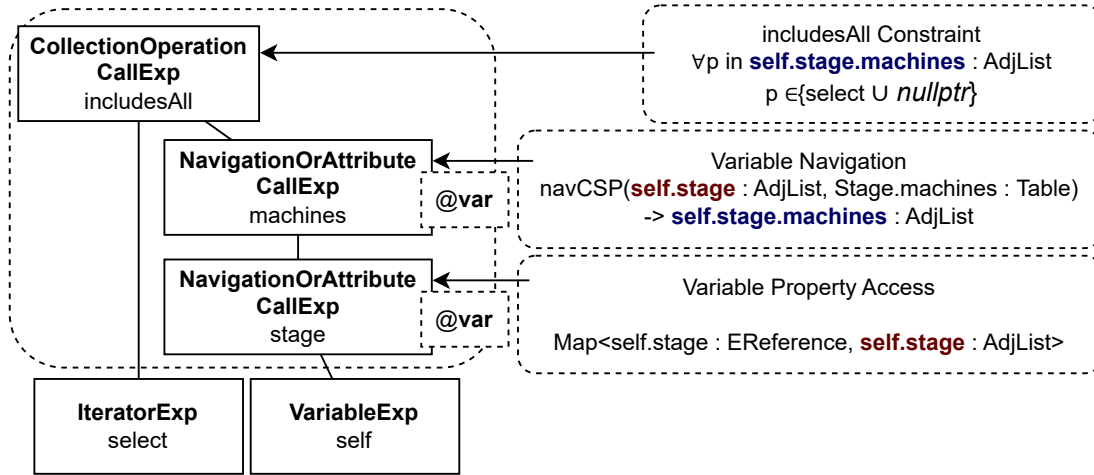 CollectionOperation
CallExp
includesAll
includesAll Constraint
∀p in self.stage.machines : AdjList
p ∈{select ∪ nullptr}
NavigationOrAttribute
CallExp
machines
@var
Variable Navigation
navCSP(self.stage : AdjList, Stage.machines : Table)
-> self.stage.machines : AdjList
NavigationOrAttribute
CallExp
stage
@var
Variable Property Access
Map<self.stage : EReference, self.stage : AdjList>
IteratorExp
select
VariableExp
self